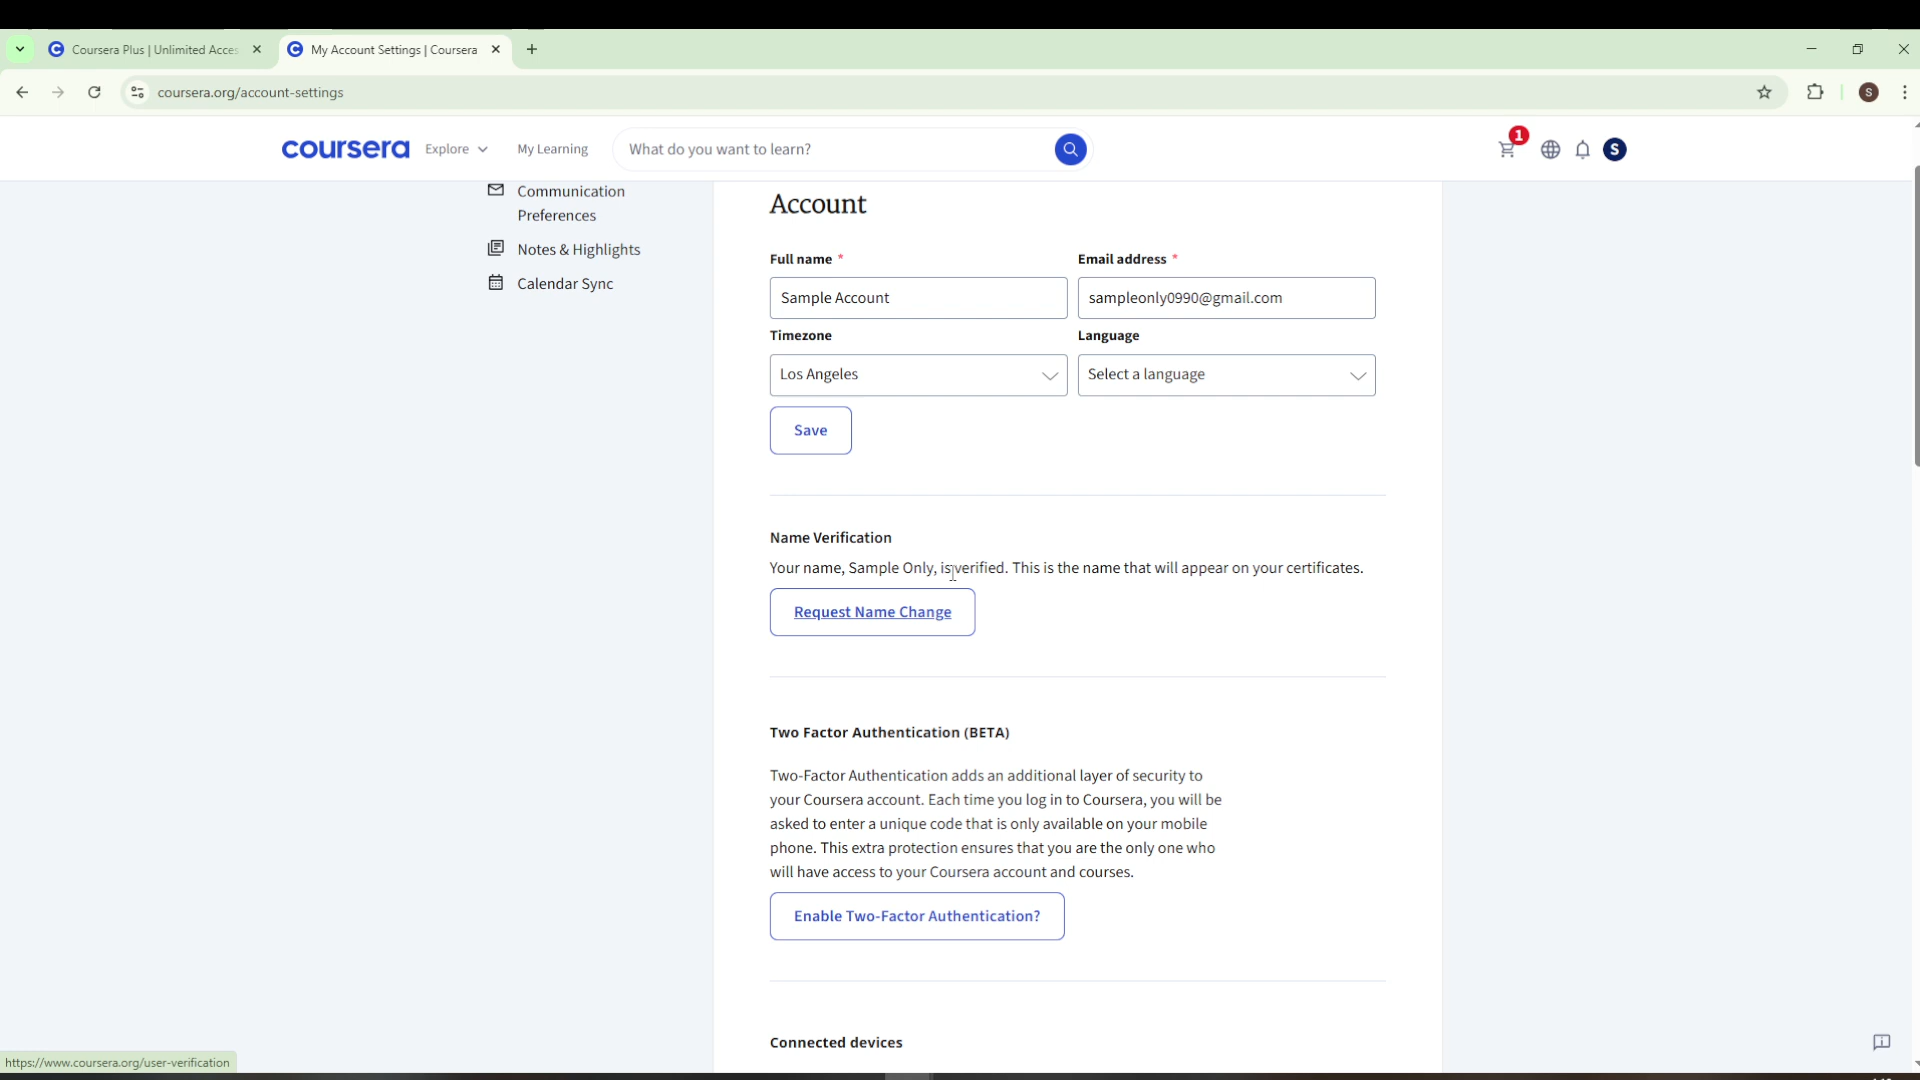 Coursera Plus | Unlimited Acces
My Account Settings | Coursera
coursera.org/account-settings
S
coursera
Explore
My Learning
What do you want to learn?
1
S
Communication
Preferences
Notes & Highlights
Calendar Sync
Account
Full name *
Email address *
Sample Account
sampleonly0990@gmail.com
Timezone
Language
Los Angeles
Select a language
Save
Name Verification
Your name, Sample Only, is verified. This is the name that will appear on your certificates.
Request Name Change
Two Factor Authentication (BETA)
Two-Factor Authentication adds an additional layer of security to
your Coursera account. Each time you log in to Coursera, you will be
asked to enter a unique code that is only available on your mobile
phone. This extra protection ensures that you are the only one who
will have access to your Coursera account and courses.
Enable Two-Factor Authentication?
Connected devices
https://www.coursera.org/user-verification